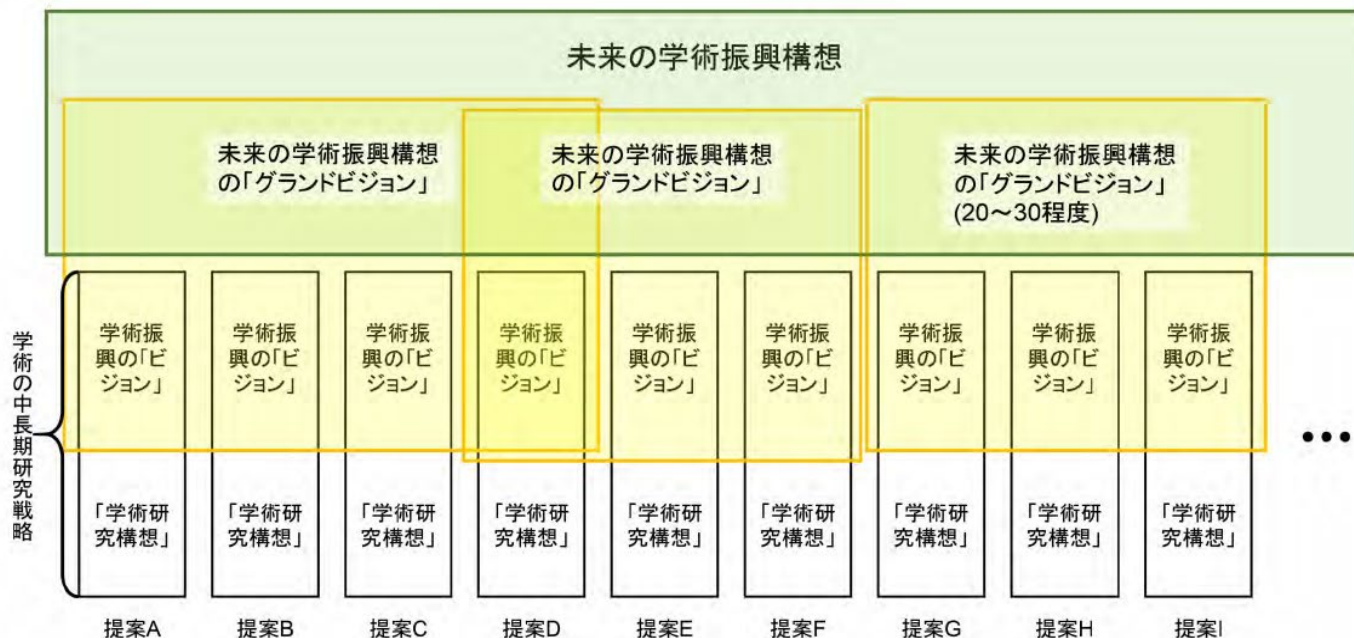 未来の学術振興構想
未来の学術振興構想
の「グランドビジョン」
未来の学術振興構想
の「グランドビジョン」
未来の学術振興構想
の「グランドビジョン」
(20～30程度)
学術の中長期研究戦略
学術振
興の「ビ
ジョン」
学術振
興の「ビ
ジョン」
学術振
興の「ビ
ジョン」
学術振
興の「ビ
ジョン」
学術振
興の「ビ
ジョン」
学術振
興の「ビ
ジョン」
学術振
興の「ビ
ジョン」
学術振
興の「ビ
ジョン」
学術振
興の「ビ
ジョン」
•••
「学術研
究構想」
「学術研
究構想」
「学術研
究構想」
「学術研
究構想」
「学術研
究構想」
「学術研
究構想」
「学術研
究構想」
「学術研
究構想」
「学術研
究構想」
提案A
提案B
提案C
提案D
提案E
提案F
提案G
提案H
提案I